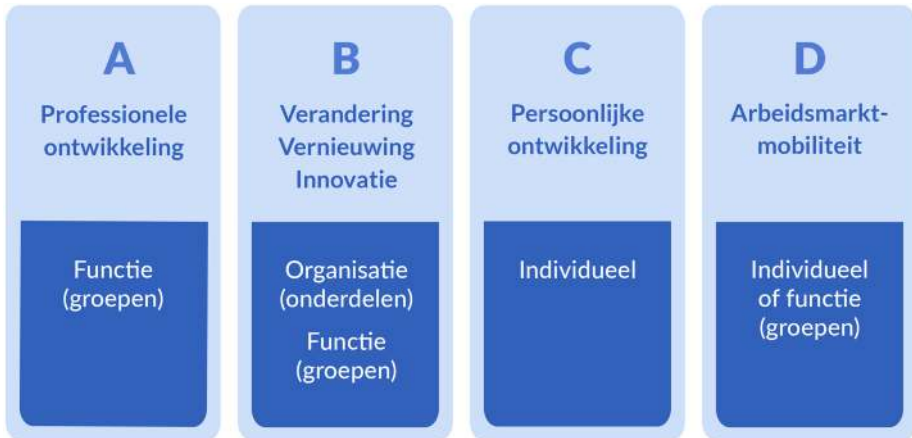 A
Professionele
ontwikkeling
Functie
(groepen)
B
Verandering
Vernieuwing
Innovatie
Organisatie
(onderdelen)
Functie
(groepen)
C
Persoonlijke
ontwikkeling
Individueel
D
Arbeidsmarkt-
mobiliteit
Individueel
of functie
(groepen)